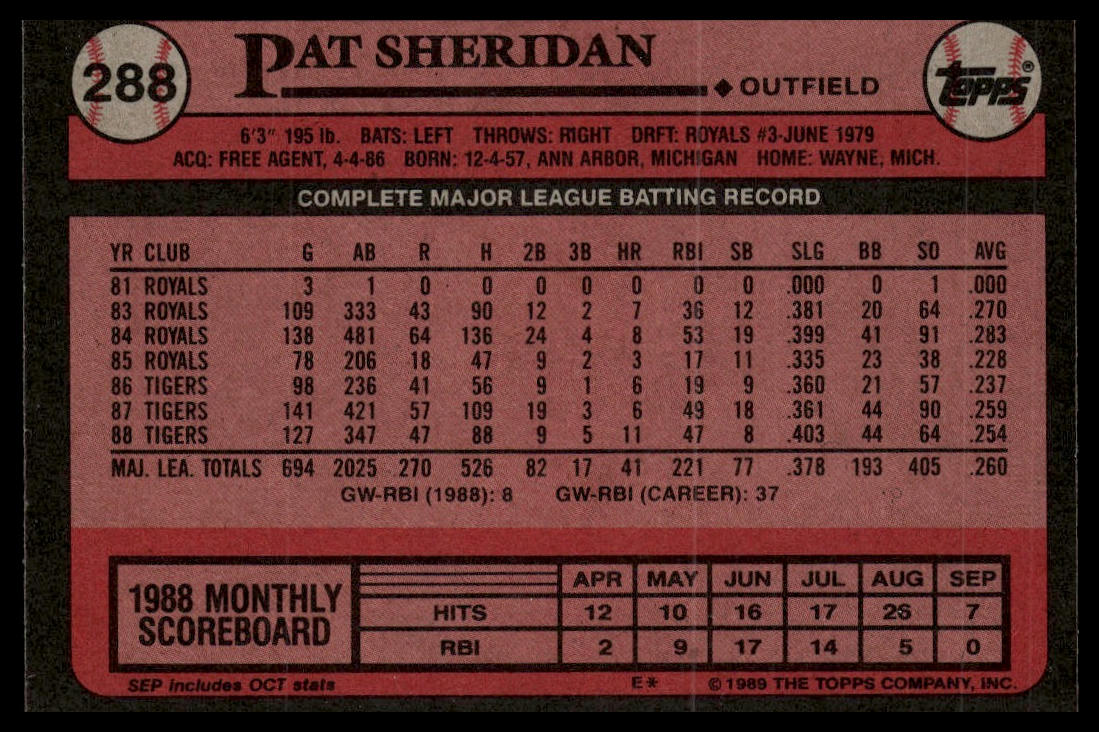 288 PAT SHERIDAN
◆ OUTFIELD
TOPPS®
6'3" 195 lb. BATS: LEFT THROWS: RIGHT DRFT: ROYALS #3-JUNE 1979
ACQ: FREE AGENT, 4-4-86 BORN: 12-4-57, ANN ARBOR, MICHIGAN HOME: WAYNE, MICH.
COMPLETE MAJOR LEAGUE BATTING RECORD
YR CLUB G AB R H 2B 3B HR RBI SB SLG BB SO AVG
81 ROYALS 3 1 0 0 0 0 0 0 0 .000 0 1 .000
83 ROYALS 109 333 43 90 12 2 7 36 12 .381 20 64 .270
84 ROYALS 138 481 64 136 24 4 8 53 19 .399 41 91 .283
85 ROYALS 78 206 18 47 9 2 3 17 11 .335 23 38 .228
86 TIGERS 98 236 41 56 9 1 6 19 9 .360 21 57 .237
87 TIGERS 141 421 57 109 19 3 6 49 18 .361 44 90 .259
88 TIGERS 127 347 47 88 9 5 11 47 8 .403 44 64 .254
MAJ. LEA. TOTALS 694 2025 270 526 82 17 41 221 77 .378 193 405 .260
GW-RBI (1988): 8 GW-RBI (CAREER): 37
1988 MONTHLY
SCOREBOARD
APR MAY JUN JUL AUG SEP
HITS 12 10 16 17 26 7
RBI 2 9 17 14 5 0
SEP includes OCT stats E* © 1989 THE TOPPS COMPANY, INC.